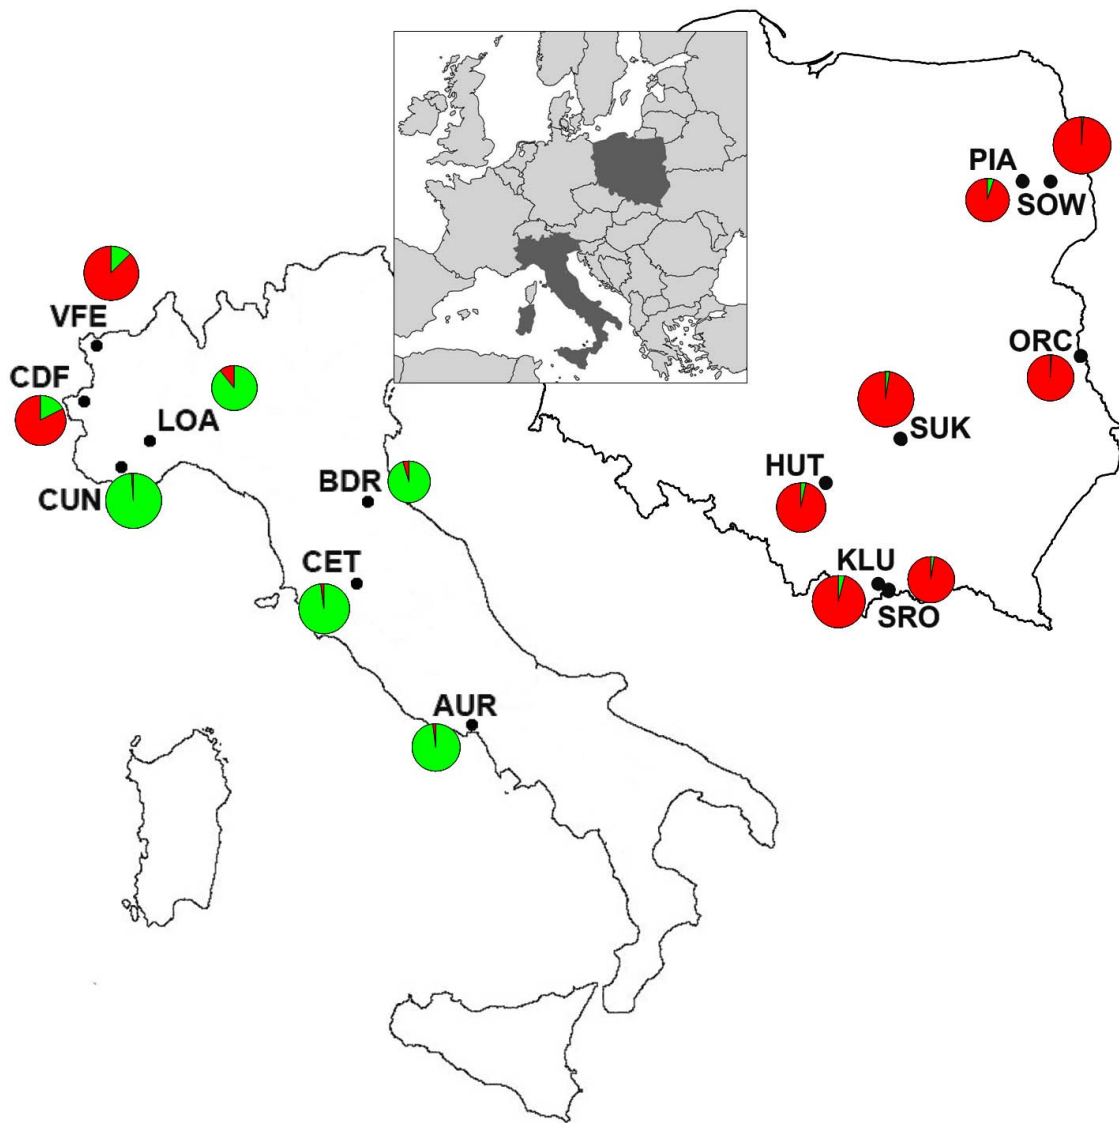 PIA
SOW
VFE
ORC
CDF
LOA
SUK
HUT
BDR
CUN
CET
KLU
SRO
AUR